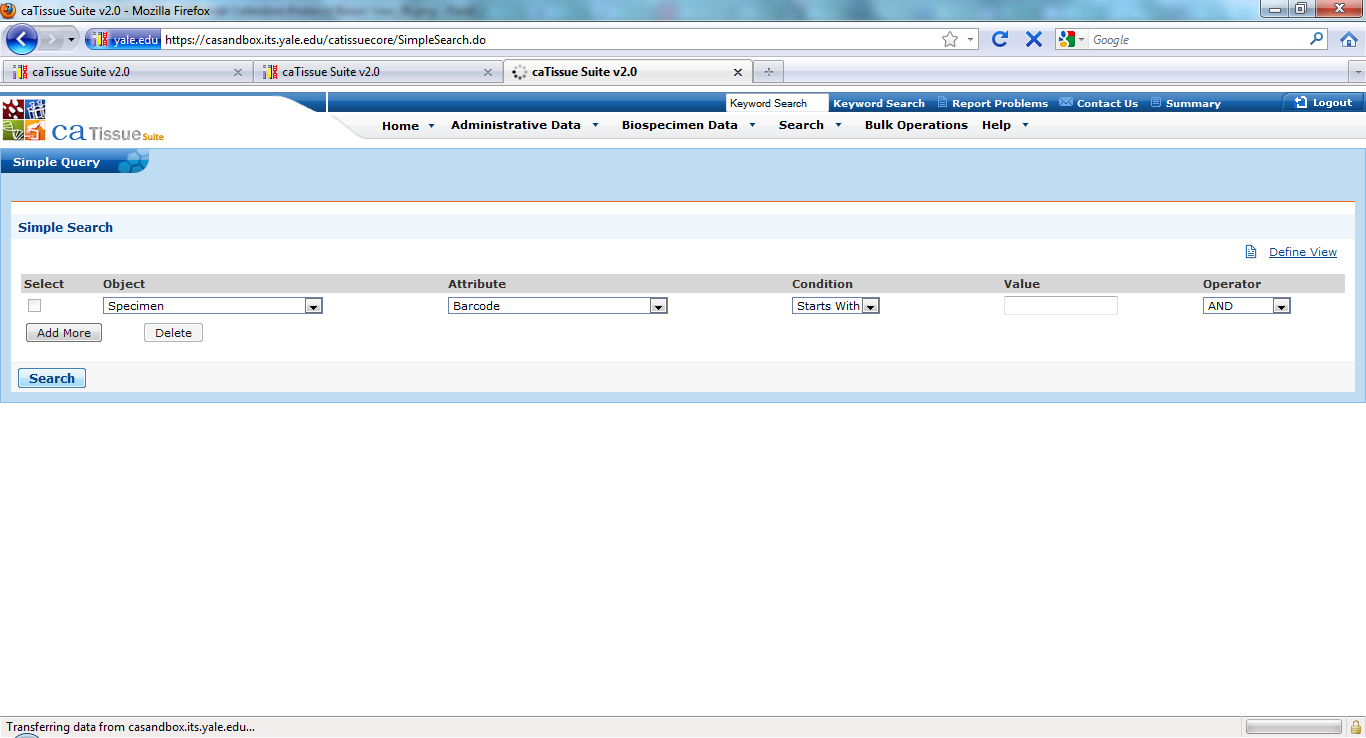 caTissue Suite v2.0 - Mozilla Firefox
yale.edu https://casandbox.its.yale.edu/catissuecore/SimpleSearch.do Google
caTissue Suite v2.0 caTissue Suite v2.0 caTissue Suite v2.0
Keyword Search Keyword Search Report Problems Contact Us Summary Logout
ca Tissue Suite Home Administrative Data Biospecimen Data Search Bulk Operations Help
Simple Query
Simple Search
Define View
Select Object Attribute Condition Value Operator
Specimen Barcode Starts With AND
Add More Delete
Search
Transferring data from casandbox.its.yale.edu...